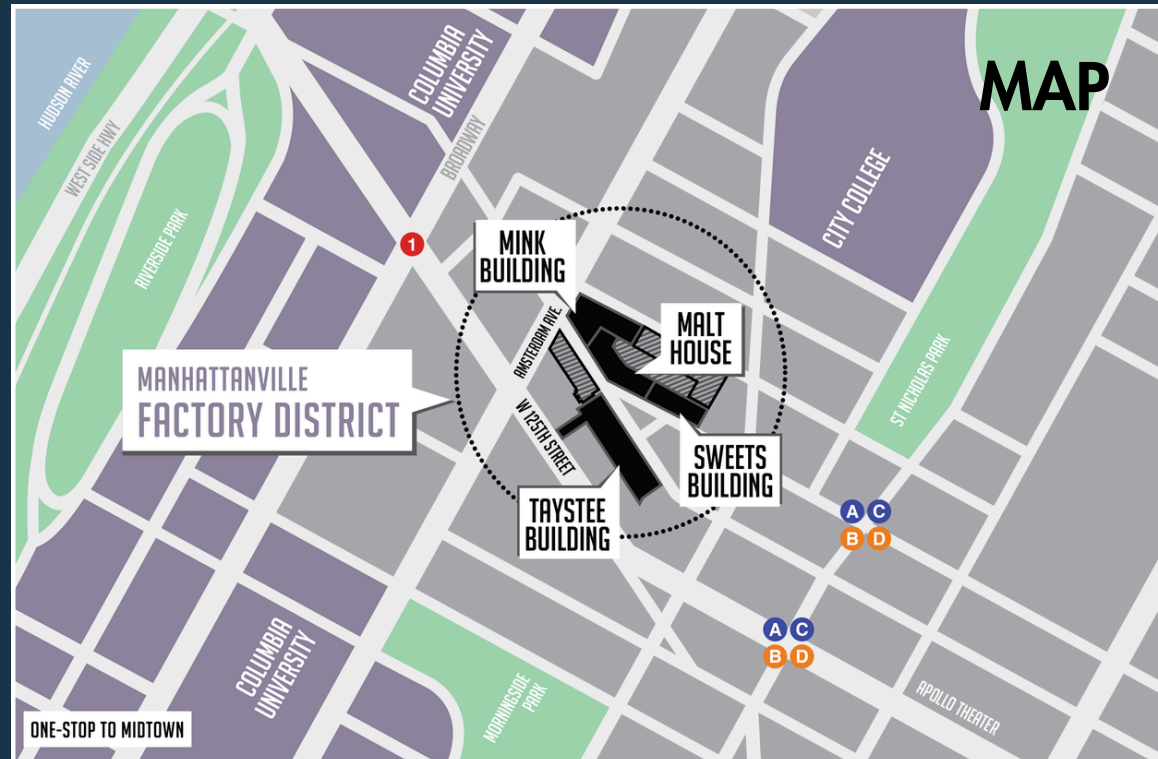 MAP
HUDSON RIVER
WEST SIDE HWY
RIVERSIDE PARK
COLUMBIA
UNIVERSITY
BROADWAY
CITY COLLEGE
1
MINK
BUILDING
AMSTERDAM AVE.
MALT
HOUSE
MANHATTANVILLE
FACTORY DISTRICT
W 125TH STREET
ST NICHOLAS PARK
SWEETS
BUILDING
TAYSTEE
BUILDING
A C
B D
A C
B D
COLUMBIA
UNIVERSITY
MORNINGSIDE
PARK
APOLLO THEATER
ONE-STOP TO MIDTOWN